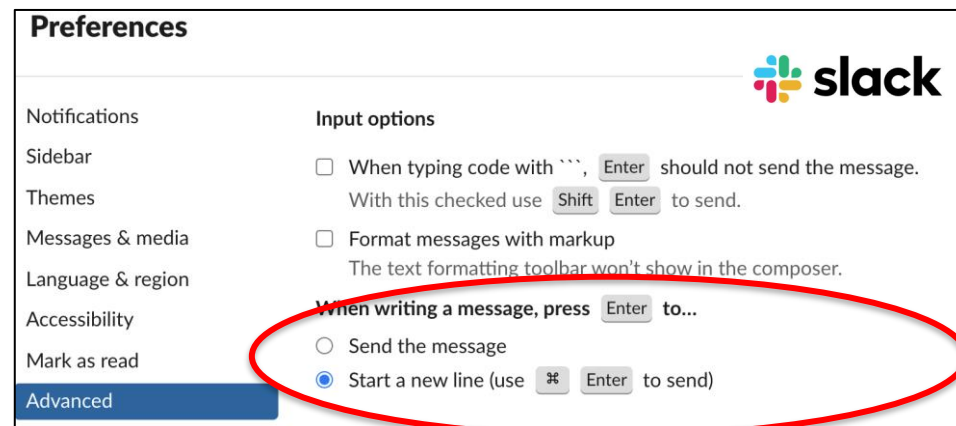 Preferences
slack
Notifications
Sidebar
Themes
Messages & media
Language & region
Accessibility
Mark as read
Advanced
Input options
When typing code with ```, Enter should not send the message.
With this checked use Shift Enter to send.
Format messages with markup
The text formatting toolbar won't show in the composer.
When writing a message, press Enter to...
Send the message
Start a new line (use ⌘ Enter to send)